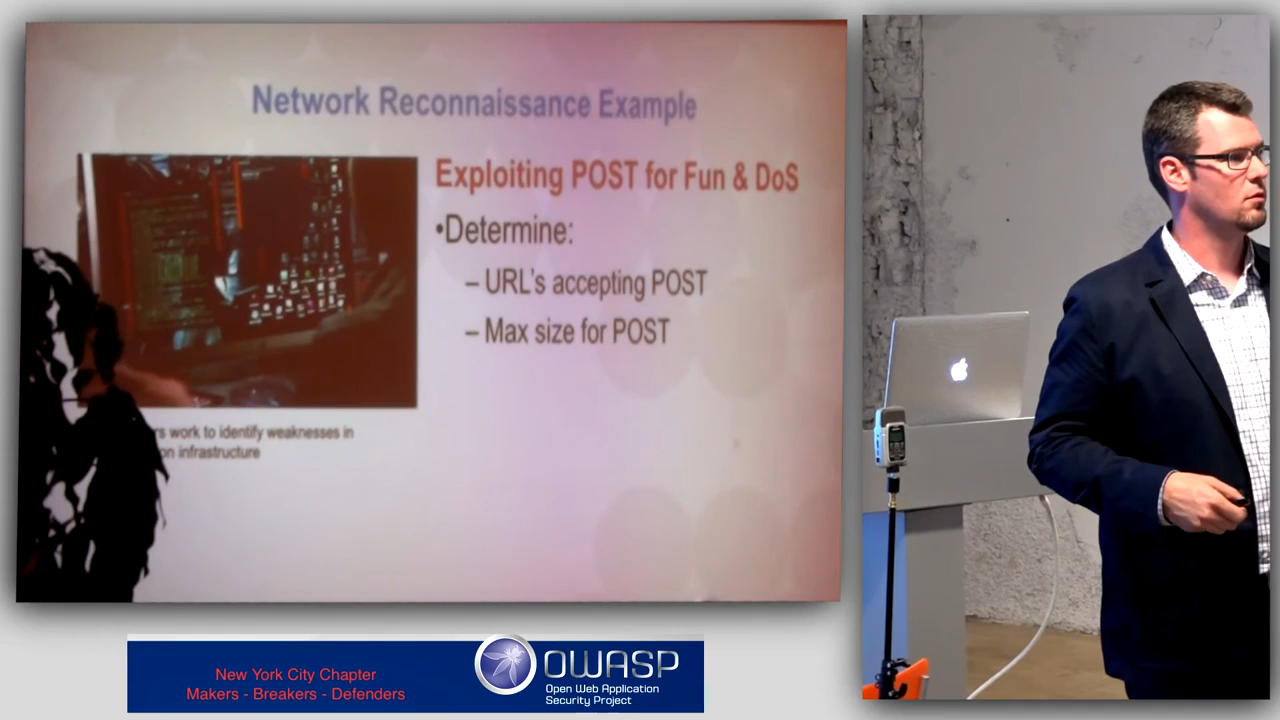 Network Reconnaissance Example
Exploiting POST for Fun & DoS
•Determine:
– URL's accepting POST
– Max size for POST
work to identify weaknesses in
infrastructure
New York City Chapter
Makers - Breakers - Defenders
OWASP
Open Web Application
Security Project